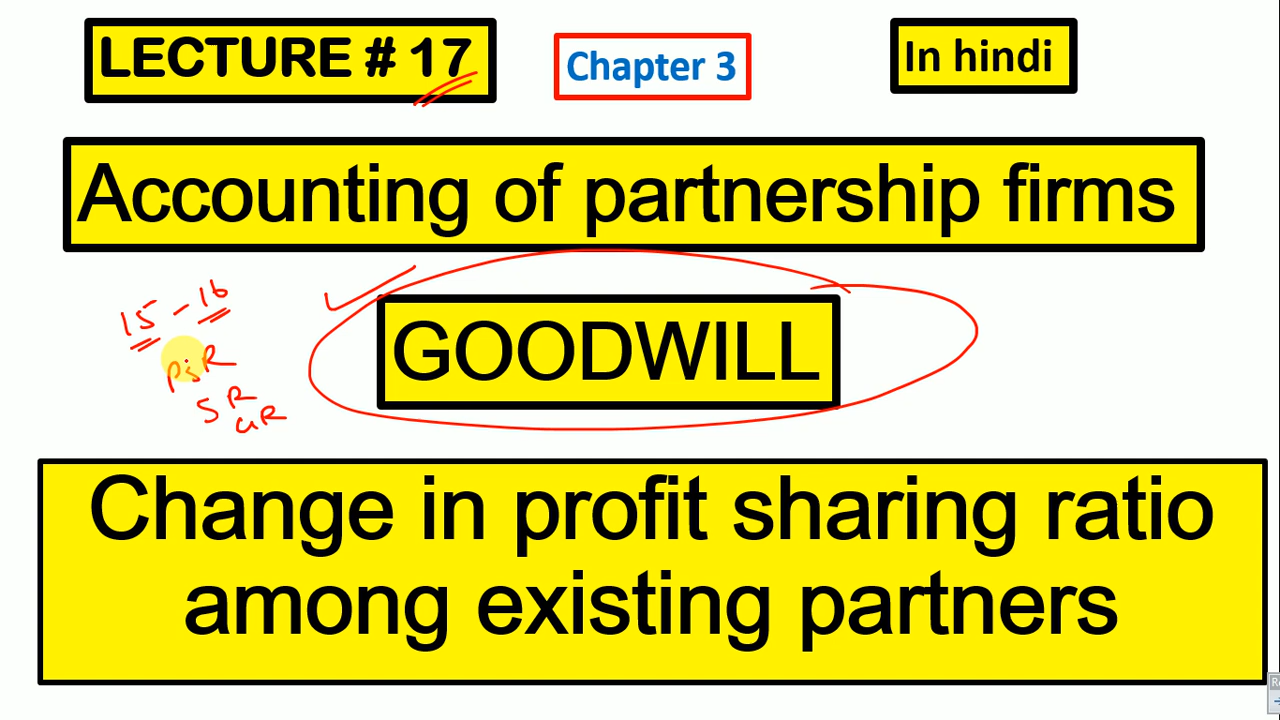 LECTURE # 17
Chapter 3
In hindi
Accounting of partnership firms
15 - 16
PSR
SR
GR
GOODWILL
Change in profit sharing ratio
among existing partners